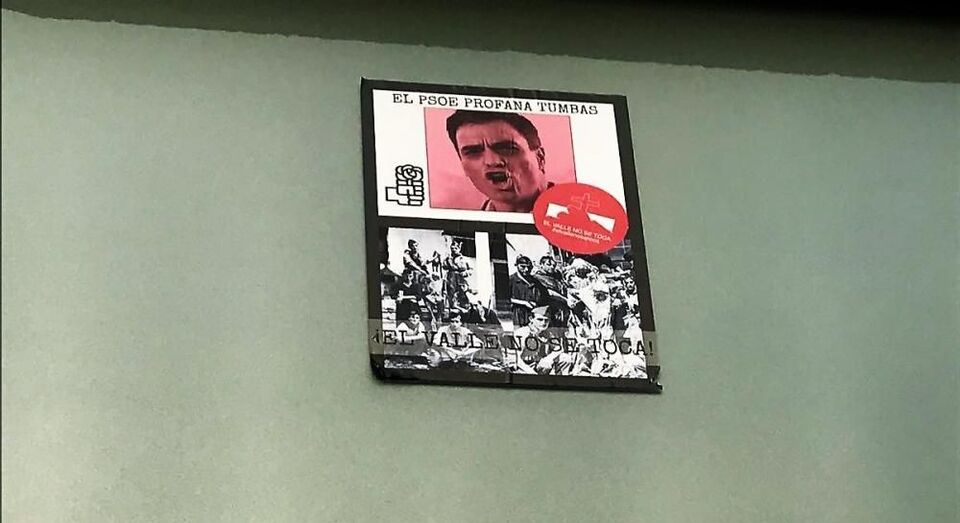 EL PSOE PROFANA TUMBAS
EL VALLE NO SE TOCA
¡EL VALLE NO SE TOCA!